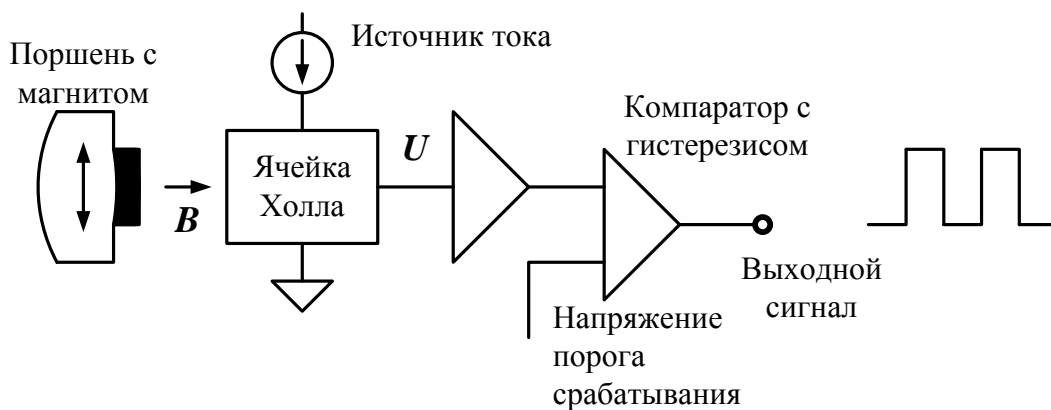 Источник тока
Поршень с
магнитом
Компаратор с
гистерезисом
U
Ячейка
Холла
B
Выходной
сигнал
Напряжение
порога
срабатывания